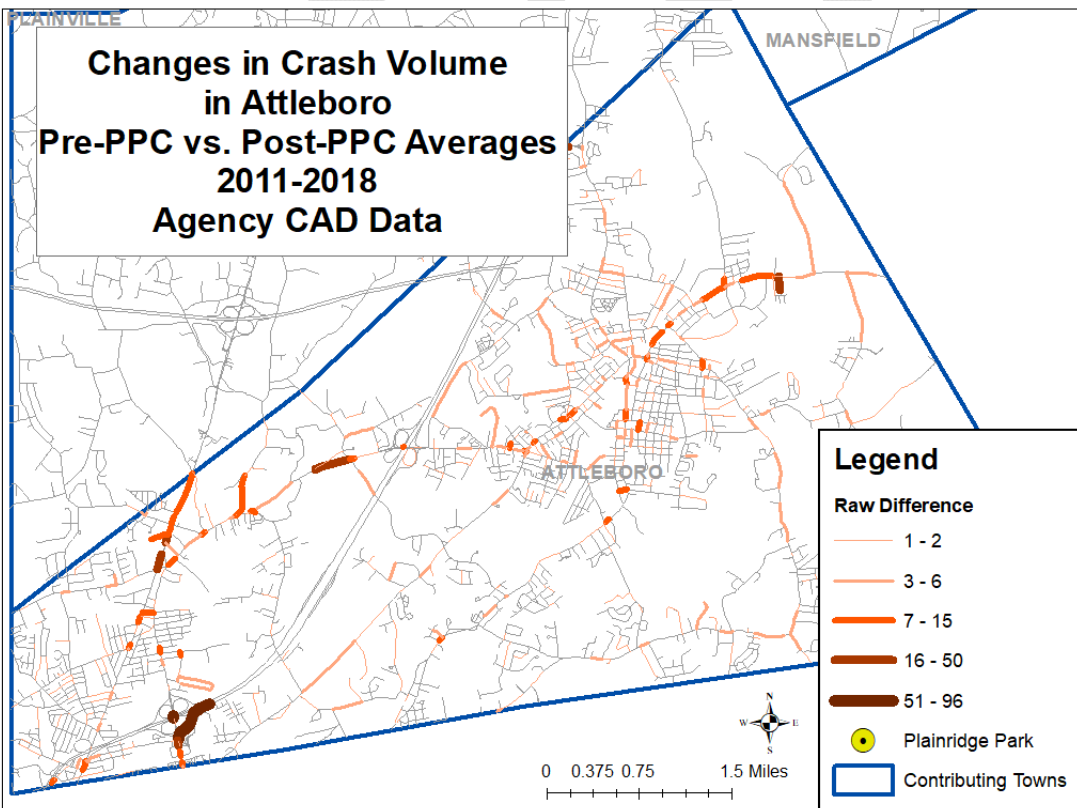 PLAINVILLE
MANSFIELD
Changes in Crash Volume
in Attleboro
Pre-PPC vs. Post-PPC Averages
2011-2018
Agency CAD Data
ATTLEBORO
Legend
Raw Difference
1 - 2
3 - 6
7 - 15
16 - 50
51 - 96
Plainridge Park
Contributing Towns
N
W E
S
0 0.375 0.75 1.5 Miles